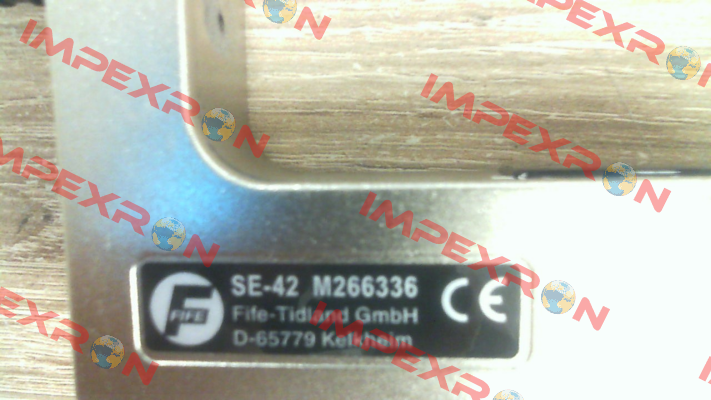 IMPEXRON
IMPEXRON
IMPEXRON
IMPEXRON
IMPEXRON
IMPEXRON
IMPEXRON
IMPEXRON
FIFE
SE-42 M266336
Fife-Tidland GmbH
D-65779 Kelkheim
CE